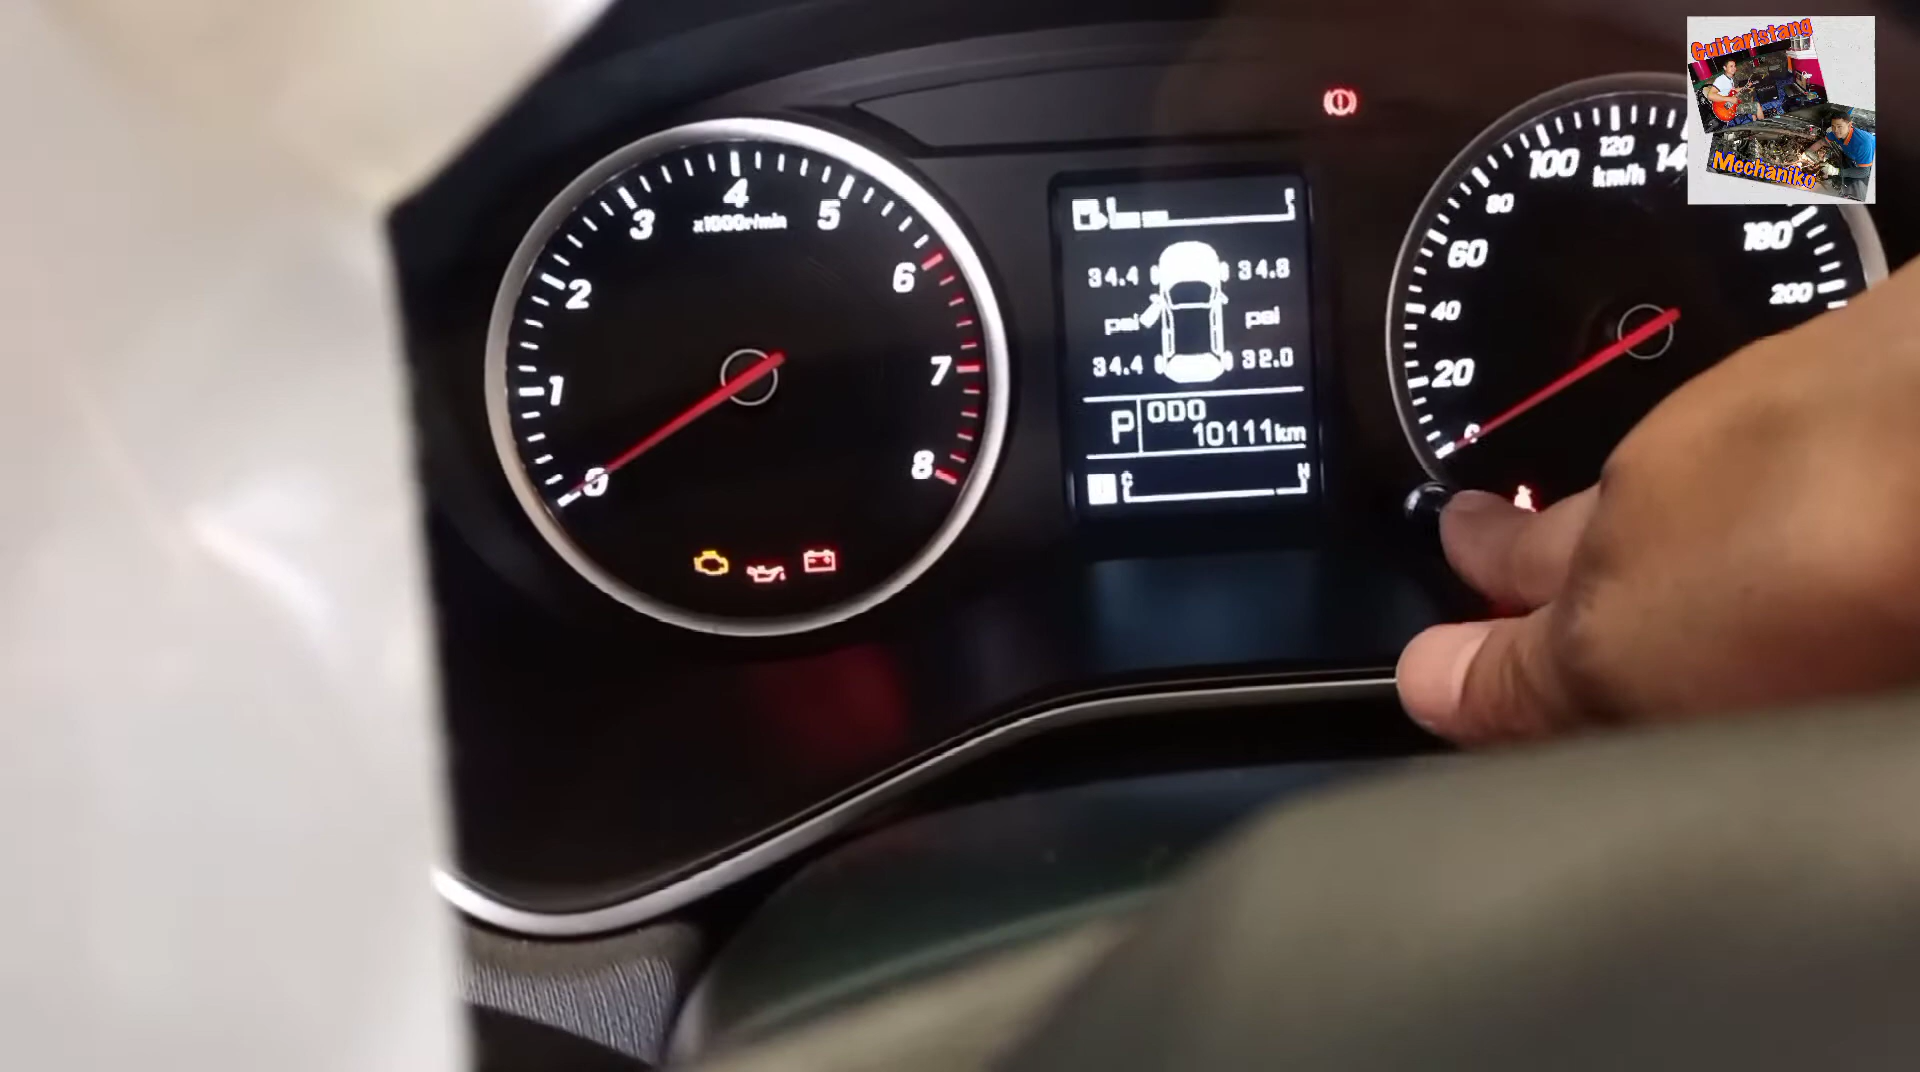 Guitaristang
Mechaniko
0
1
2
3
4
5
6
7
8
x1000r/min
E
34.4
34.8
psi
psi
34.4
32.0
P
ODO
10111km
C
H
0
20
40
60
80
100
120
14
180
200
km/h